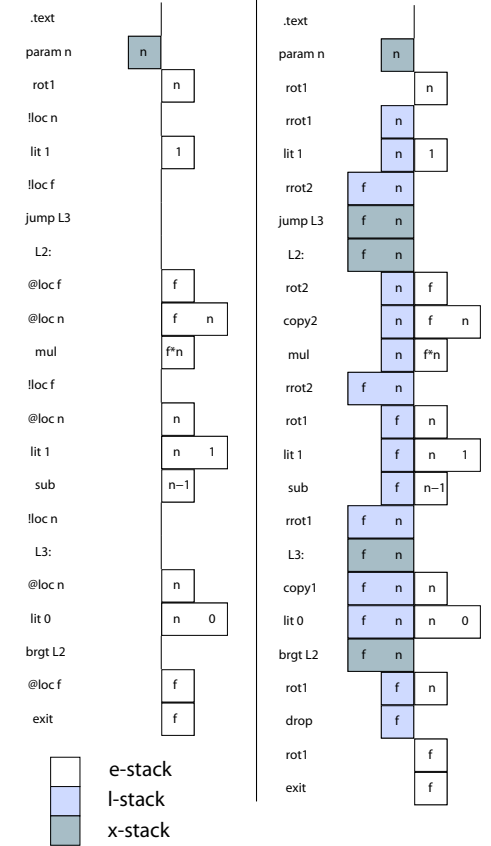 .text
param n n
rot1 n
!loc n
lit 1 1
!loc f
jump L3
L2:
@loc f f
@loc n f n
mul f*n
!loc f
@loc n n
lit 1 n 1
sub n−1
!loc n
L3:
@loc n n
lit 0 n 0
brgt L2
@loc f f
exit f
.text
param n n
rot1 n
rrot1 n
lit 1 n 1
rrot2 f n
jump L3 f n
L2: f n
rot2 n f
copy2 n f n
mul n f*n
rrot2 f n
rot1 f n
lit 1 f n 1
sub f n−1
rrot1 f n
L3: f n
copy1 f n n
lit 0 f n n 0
brgt L2 f n
rot1 f n
drop f
rot1 f
exit f
e-stack
l-stack
x-stack